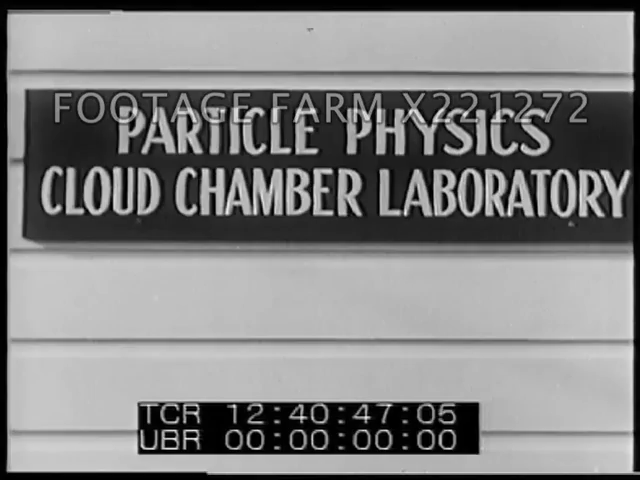 FOOTAGE FARM X221272
PARTICLE PHYSICS
CLOUD CHAMBER LABORATORY
TCR 12:40:47:05
UBR 00:00:00:00